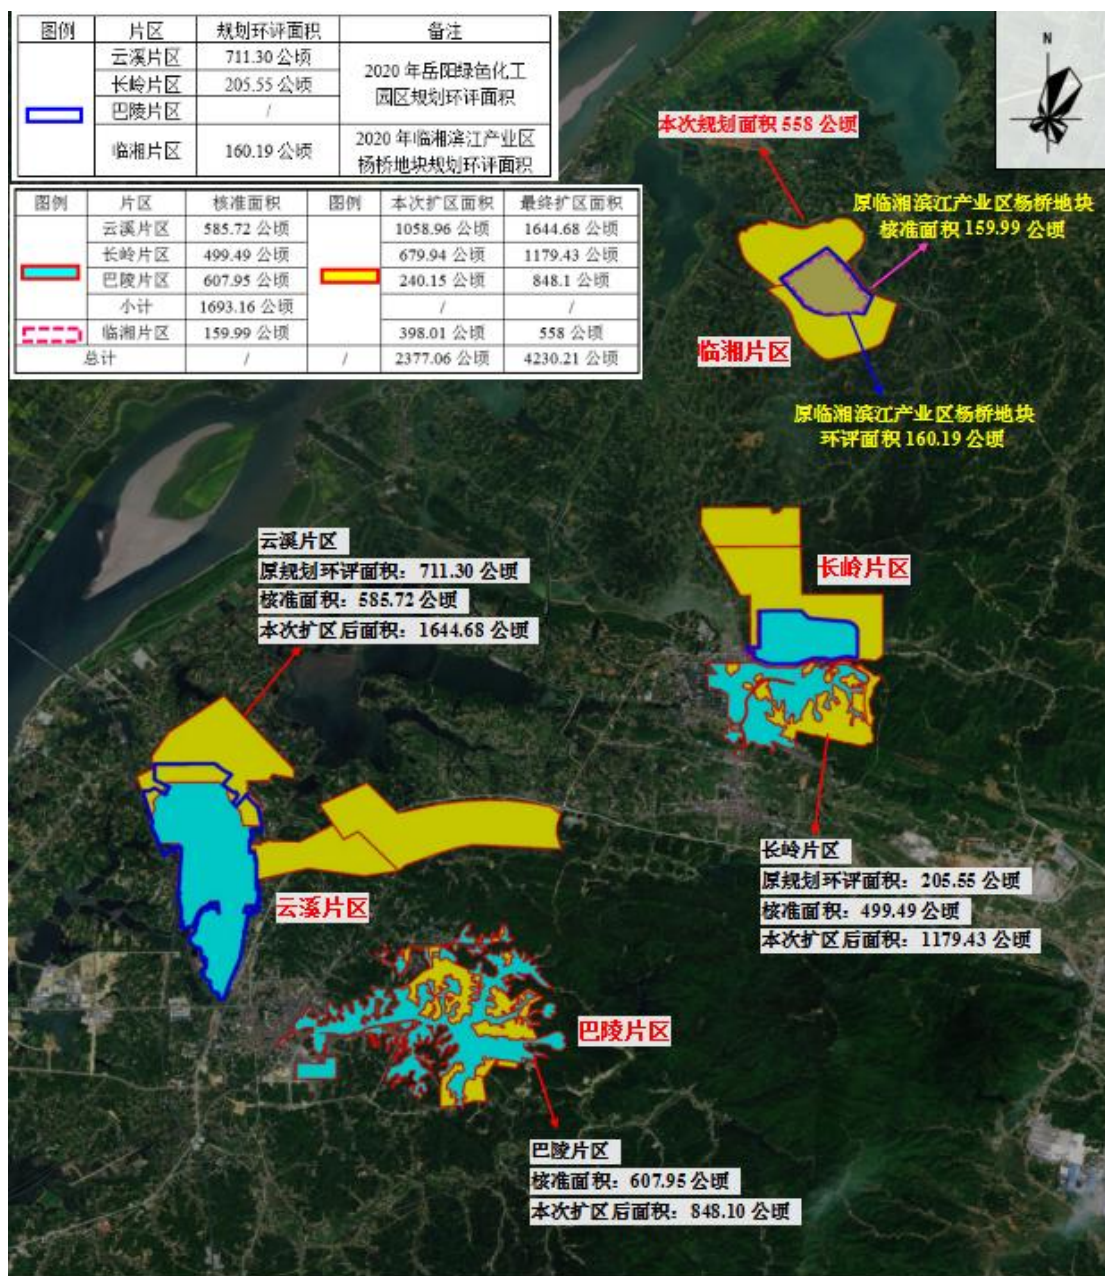 图例 片区 规划环评面积 备注
云溪片区 711.30 公顷 2020 年岳阳绿色化工
长岭片区 205.55 公顷 园区规划环评面积
巴陵片区 /
临湘片区 160.19 公顷 2020 年临湘滨江产业区
杨桥地块规划环评面积
图例 片区 核准面积 图例 本次扩区面积 最终扩区面积
云溪片区 585.72 公顷 1058.96 公顷 1644.68 公顷
长岭片区 499.49 公顷 679.94 公顷 1179.43 公顷
巴陵片区 607.95 公顷 240.15 公顷 848.1 公顷
小计 1693.16 公顷 / /
临湘片区 159.99 公顷 398.01 公顷 558 公顷
总计 / / 2377.06 公顷 4230.21 公顷
N
本次规划面积 558 公顷
原临湘滨江产业区杨桥地块
核准面积 159.99 公顷
临湘片区
原临湘滨江产业区杨桥地块
环评面积 160.19 公顷
云溪片区
原规划环评面积：711.30 公顷
核准面积：585.72 公顷
本次扩区后面积：1644.68 公顷
长岭片区
长岭片区
原规划环评面积：205.55 公顷
核准面积：499.49 公顷
本次扩区后面积：1179.43 公顷
云溪片区
巴陵片区
巴陵片区
核准面积：607.95 公顷
本次扩区后面积：848.10 公顷